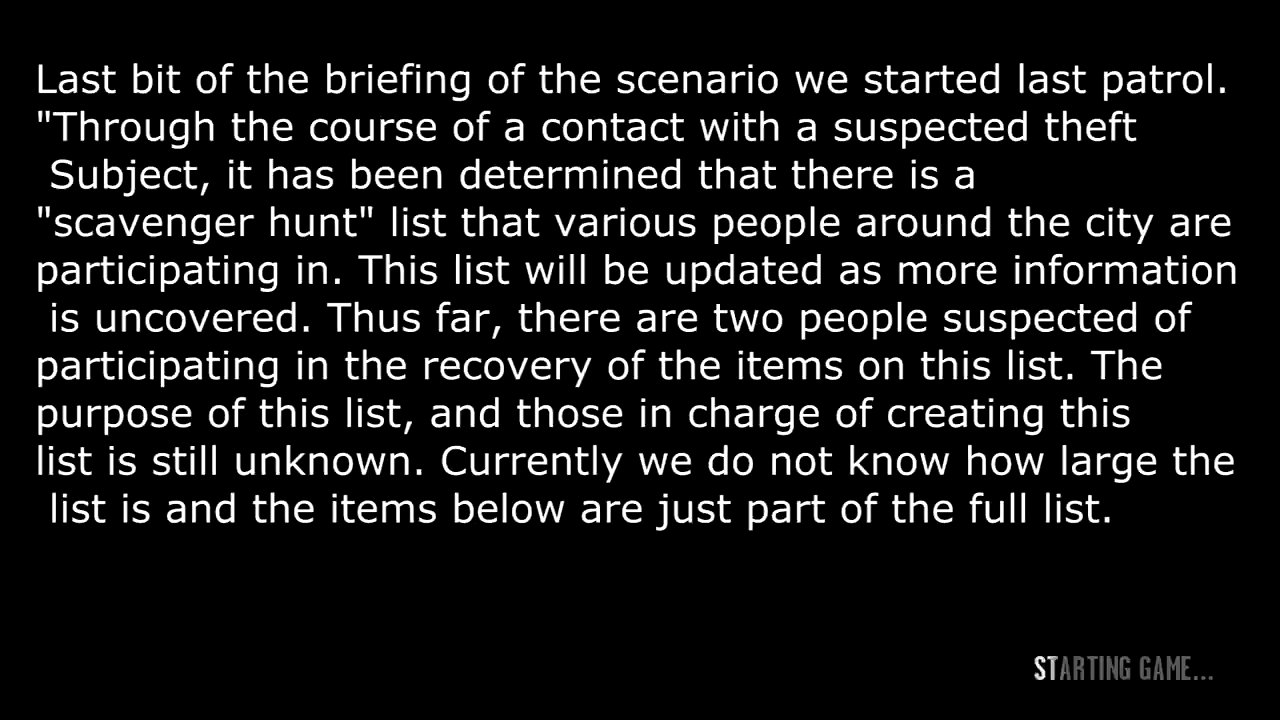 Last bit of the briefing of the scenario we started last patrol.
"Through the course of a contact with a suspected theft
Subject, it has been determined that there is a
"scavenger hunt" list that various people around the city are
participating in. This list will be updated as more information
is uncovered. Thus far, there are two people suspected of
participating in the recovery of the items on this list. The
purpose of this list, and those in charge of creating this
list is still unknown. Currently we do not know how large the
list is and the items below are just part of the full list.
STARTING GAME...